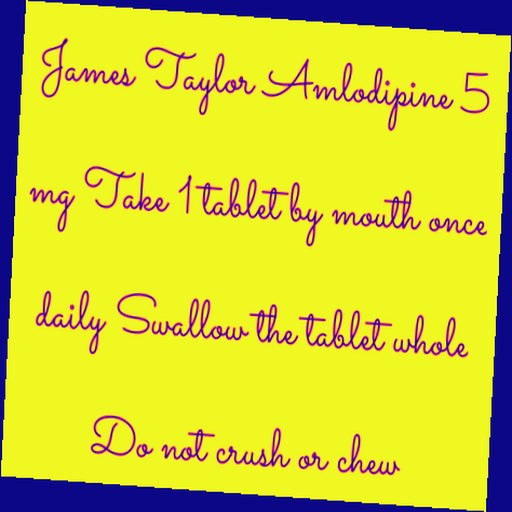 James Taylor Amlodipine 5
mg Take 1 tablet by mouth once
daily Swallow the tablet whole
Do not crush or chew